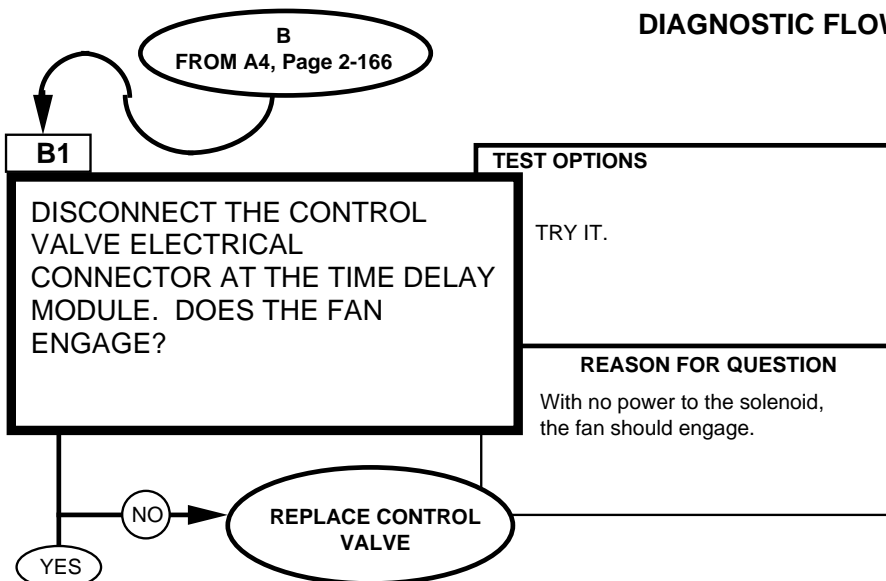 DIAGNOSTIC FLOW
B
FROM A4, Page 2-166
B1
TEST OPTIONS
DISCONNECT THE CONTROL
VALVE ELECTRICAL
CONNECTOR AT THE TIME DELAY
MODULE. DOES THE FAN
ENGAGE?
TRY IT.
REASON FOR QUESTION
With no power to the solenoid,
the fan should engage.
NO
REPLACE CONTROL
VALVE
YES